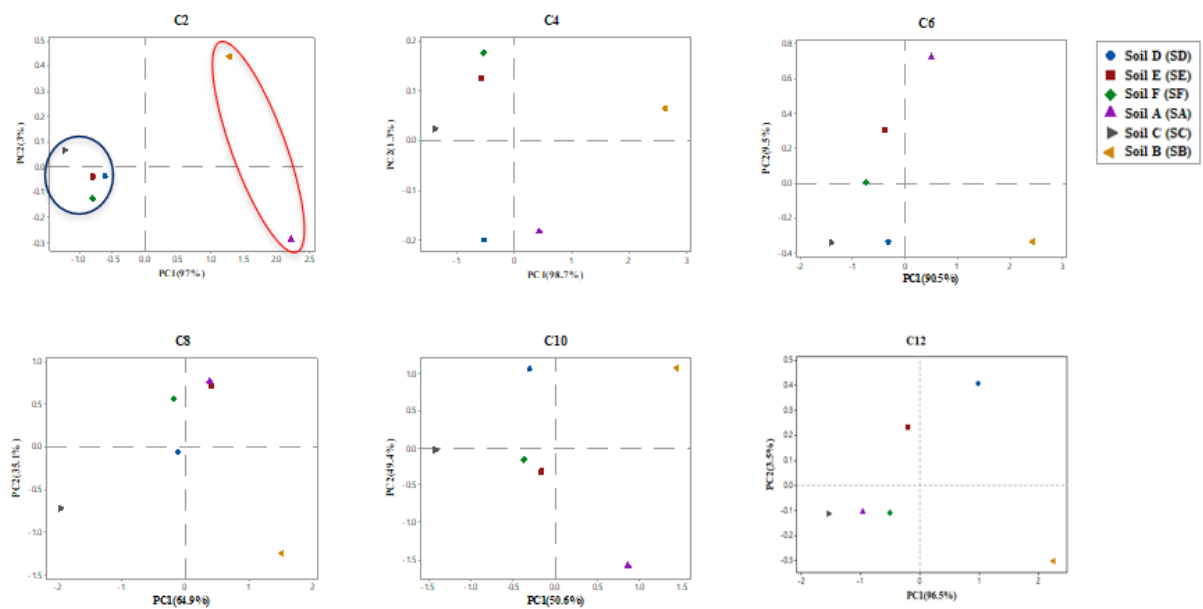 C2
0.5
0.4
0.3
0.2
0.1
0.0
-0.1
-0.2
-0.3
PC2(3%)
-1.0 -0.5 0.0 0.5 1.0 1.5 2.0 2.5
PC1(97%)
C4
0.2
0.1
0.0
-0.1
-0.2
PC2(1.3%)
-1 0 1 2 3
PC1(98.7%)
C6
0.8
0.6
0.4
0.2
0.0
-0.2
-0.4
PC2(9.5%)
-2 -1 0 1 2 3
PC1(90.5%)
Soil D (SD)
Soil E (SE)
Soil F (SF)
Soil A (SA)
Soil C (SC)
Soil B (SB)
C8
1.0
0.5
0.0
-0.5
-1.0
-1.5
PC2(35.1%)
-2 -1 0 1 2
PC1(64.9%)
C10
1.0
0.5
0.0
-0.5
-1.0
-1.5
PC2(49.4%)
-1.5 -1.0 -0.5 0.0 0.5 1.0 1.5
PC1(50.6%)
C12
0.5
0.4
0.3
0.2
0.1
0.0
-0.1
-0.2
-0.3
PC2(3.5%)
-2 -1 0 1 2
PC1(96.5%)